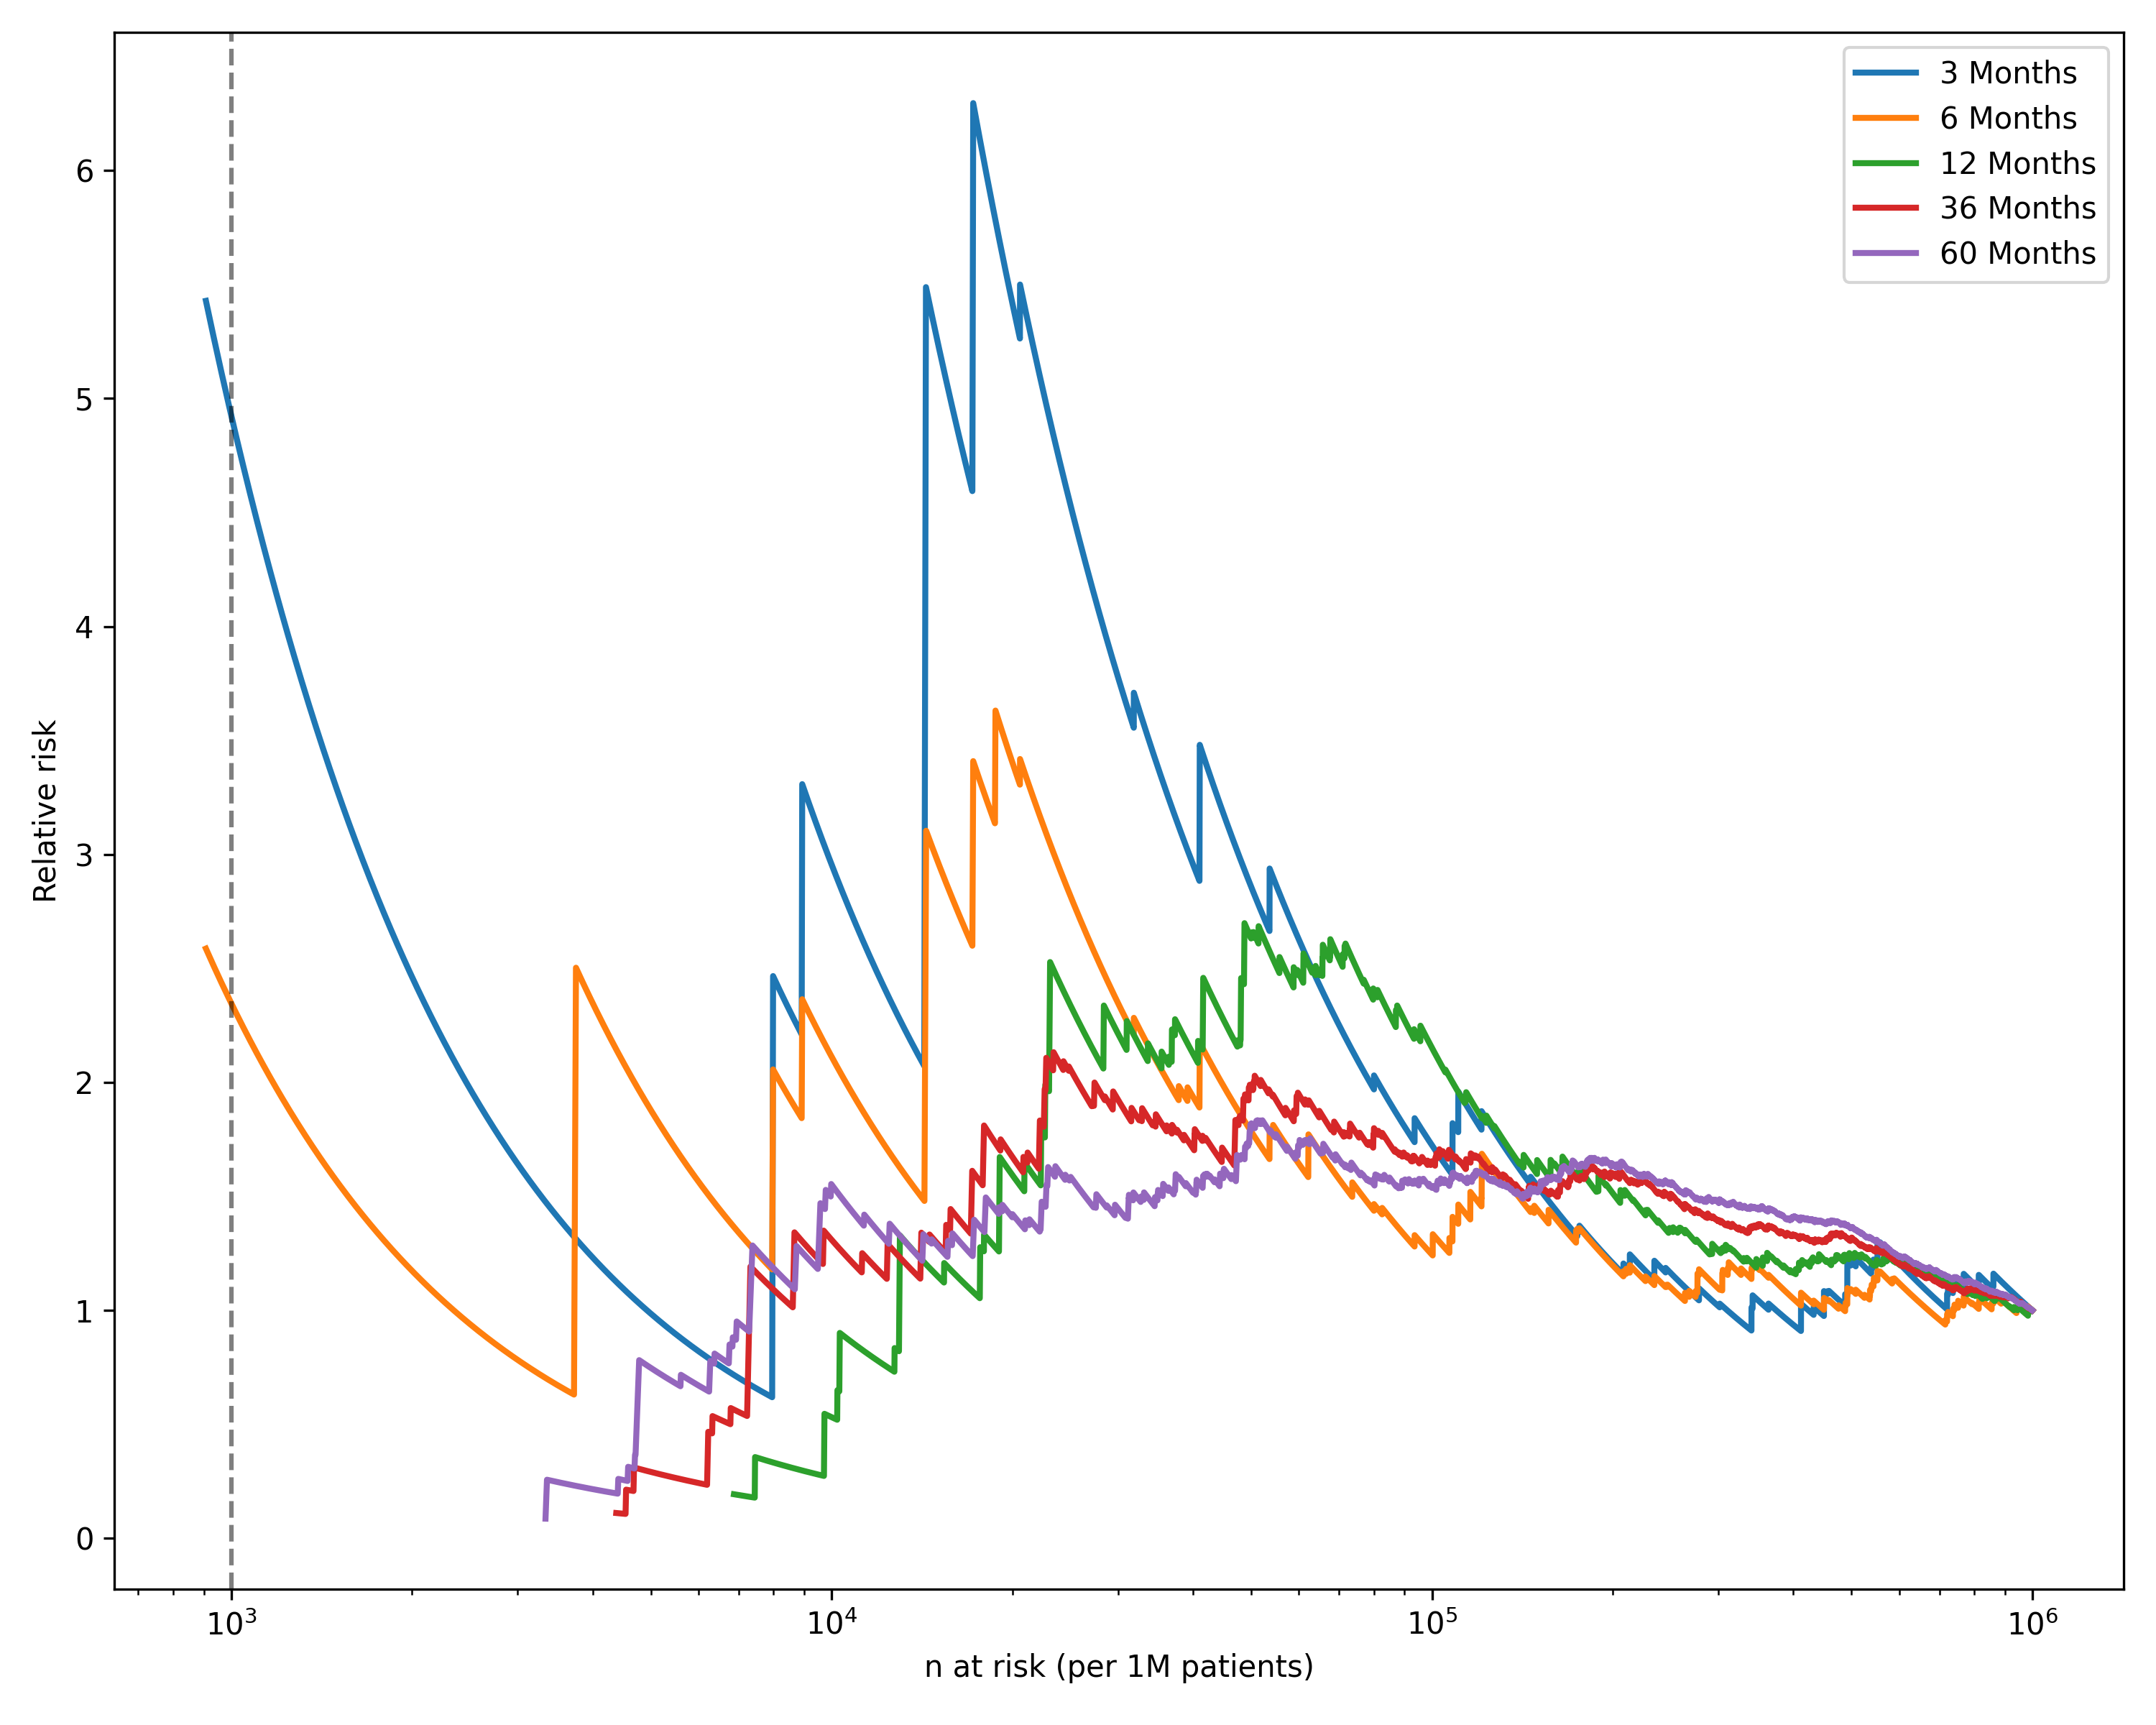 3 Months
6 Months
12 Months
36 Months
60 Months
6
5
4
3
2
1
0
Relative risk
10³
10⁴
10⁵
10⁶
n at risk (per 1M patients)